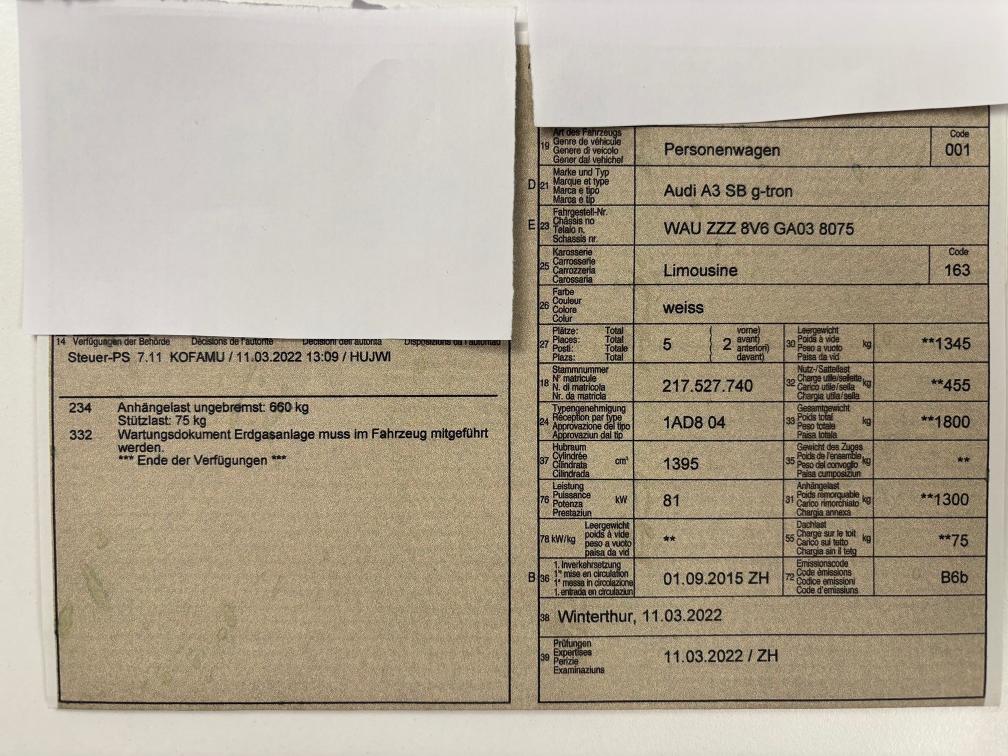 14 Verfügungen der Behörde Décisions de l'autorité Decisioni dell'autorità Disposiziuns da l'autoritad
Steuer-PS 7.11 KOFAMU / 11.03.2022 13:09 / HUJWI
234 Anhängelast ungebremst: 660 kg
Stützlast: 75 kg
332 Wartungsdokument Erdgasanlage muss im Fahrzeug mitgeführt
werden.
*** Ende der Verfügungen ***
19 Art des Fahrzeugs
Genre de véhicule
Genere di veicolo
Gener dal vehichel
Personenwagen
Code
001
D 21 Marke und Typ
Marque et type
Marca e tipo
Marca e tip
Audi A3 SB g-tron
E 23 Fahrgestell-Nr.
Châssis no
Telaio n.
Schassis nr.
WAU ZZZ 8V6 GA03 8075
25 Karosserie
Carrosserie
Carrozzeria
Carossaria
Limousine
Code
163
26 Farbe
Couleur
Colore
Colur
weiss
27 Plätze: Total
Places: Total
Posti: Totale
Plazs: Total
5
2
vorne)
avant)
anteriori)
davant)
30 Leergewicht
Poids à vide
Peso a vuoto
Paisa da vid
kg
**1345
18 Stammnummer
N° matricule
N. di matricola
Nr. da matricla
217.527.740
32 Nutz-/Sattellast
Charge utile/sellette
Carico utile/sella
Chargia utila/sella
kg
**455
24 Typengenehmigung
Réception par type
Approvazione del tipo
Approvaziun dal tip
1AD8 04
33 Gesamtgewicht
Poids total
Peso totale
Paisa totala
kg
**1800
37 Hubraum
Cylindrée
Cilindrata
Cilindrada
cm³
1395
35 Gewicht des Zuges
Poids de l'ensemble
Peso del convoglio
Paisa cumposiziun
kg
**
76 Leistung
Puissance
Potenza
Prestaziun
kW
81
31 Anhängelast
Poids remorquable
Carico rimorchiato
Chargia annexa
kg
**1300
78 kW/kg
Leergewicht
poids à vide
peso a vuoto
paisa da vid
**
55 Dachlast
Charge sur le toit
Carico sul tetto
Chargia sin il tetg
kg
**75
B 36 1. Inverkehrsetzung
1re mise en circulation
1a messa in circolazione
1. entrada en circulaziun
01.09.2015 ZH
72 Emissionscode
Code émissions
Codice emissioni
Code d'emissiuns
B6b
38 Winterthur, 11.03.2022
39 Prüfungen
Expertises
Perizie
Examinaziuns
11.03.2022 / ZH